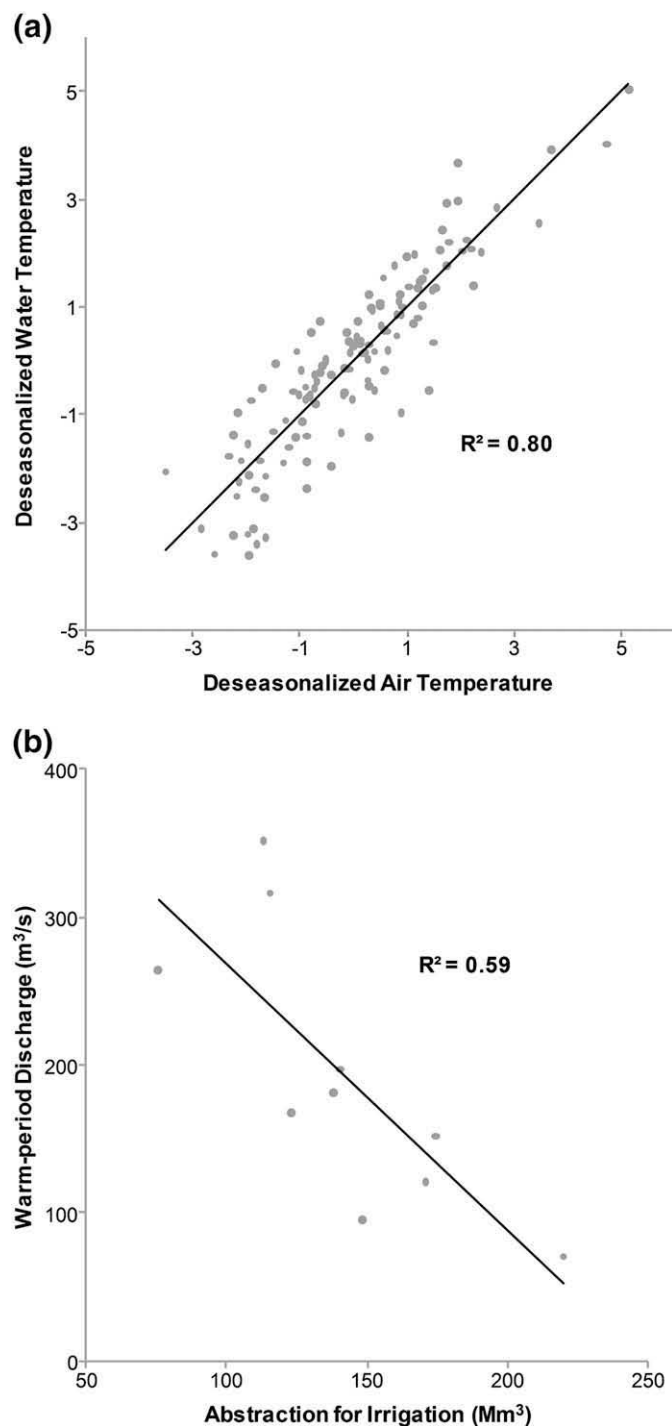 (a)
5
3
1
-1
-3
-5
Deseasonalized Water Temperature
R² = 0.80
-5 -3 -1 1 3 5
Deseasonalized Air Temperature
(b)
400
300
200
100
0
Warm-period Discharge (m³/s)
R² = 0.59
50 100 150 200 250
Abstraction for Irrigation (Mm³)